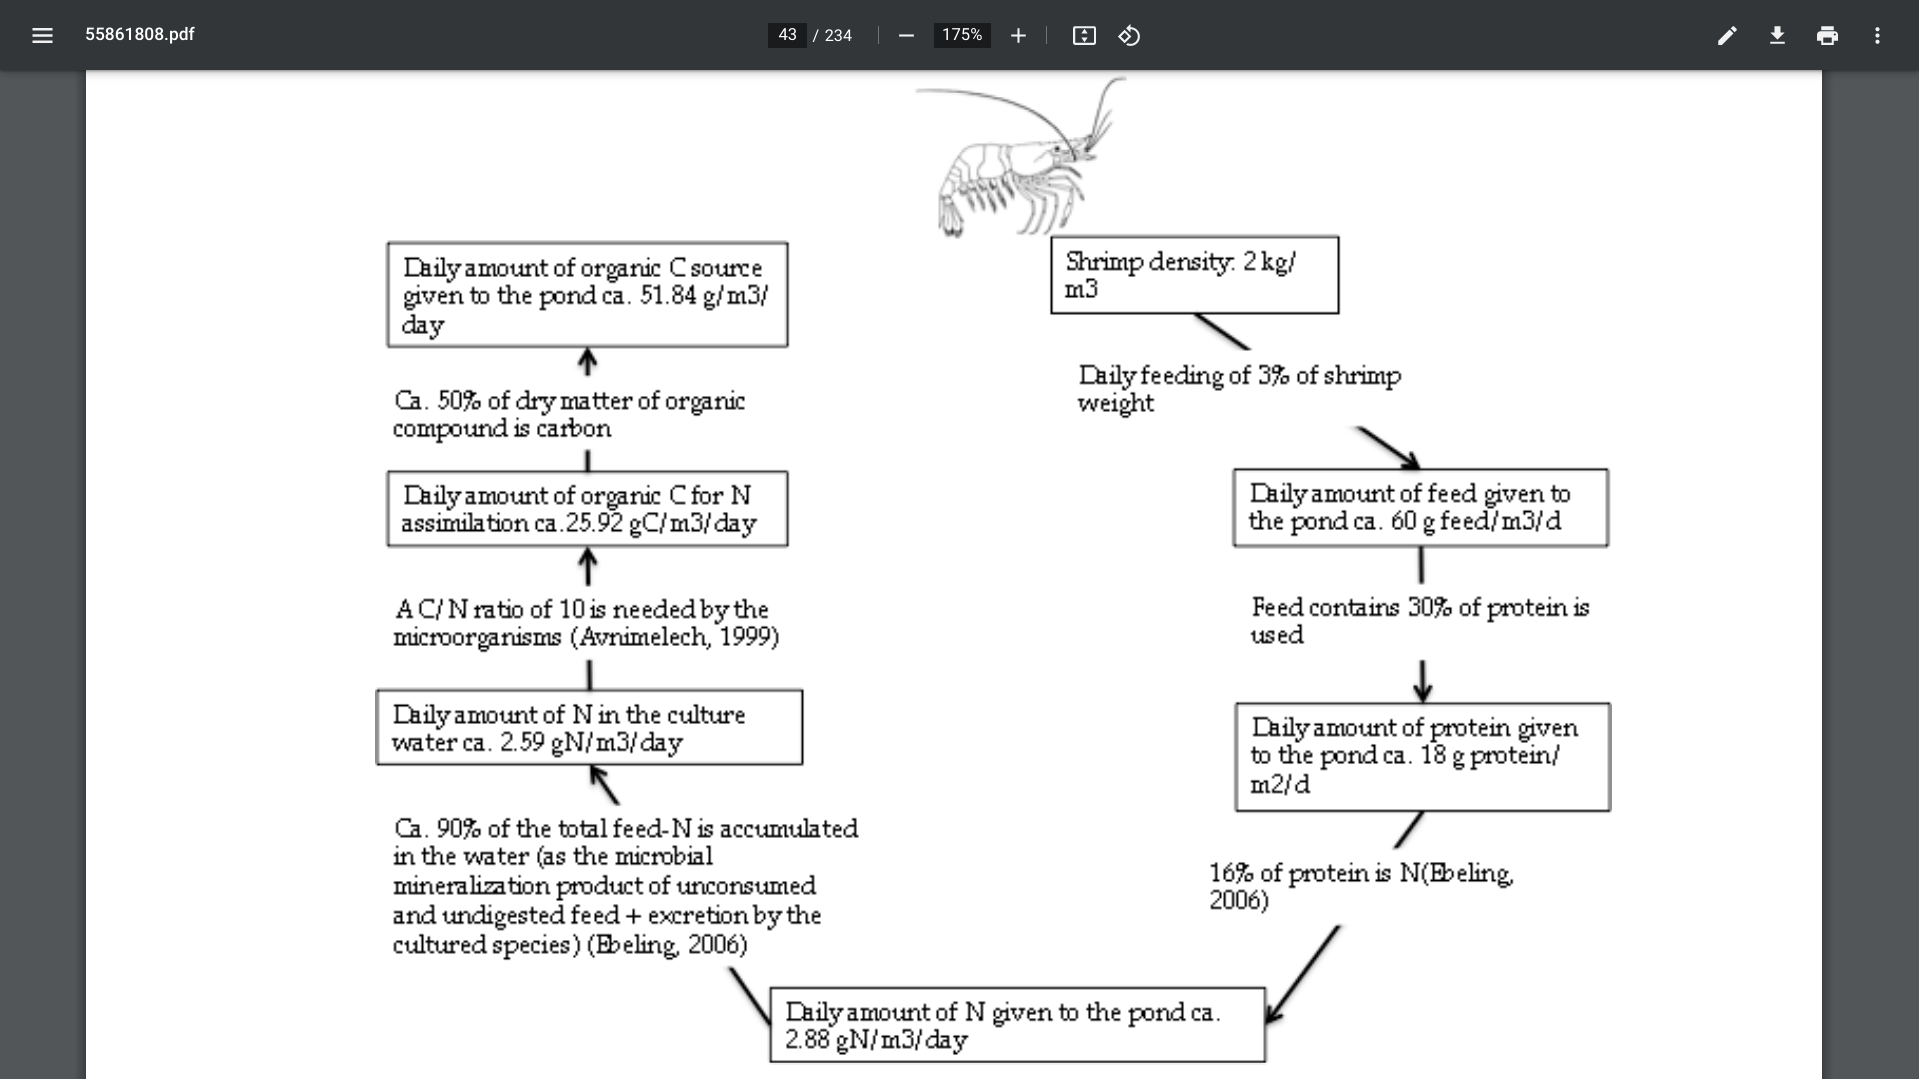 55861808.pdf
43 / 234
175%
Shrimp density: 2 kg/
m3
Daily feeding of 3% of shrimp
weight
Daily amount of feed given to
the pond ca. 60 g feed/m3/d
Feed contains 30% of protein is
used
Daily amount of protein given
to the pond ca. 18 g protein/
m2/d
16% of protein is N(Ebeling,
2006)
Daily amount of N given to the pond ca.
2.88 gN/m3/day
Ca. 90% of the total feed-N is accumulated
in the water (as the microbial
mineralization product of unconsumed
and undigested feed + excretion by the
cultured species) (Ebeling, 2006)
Daily amount of N in the culture
water ca. 2.59 gN/m3/day
A C/N ratio of 10 is needed by the
microorganisms (Avnimelech, 1999)
Daily amount of organic C for N
assimilation ca.25.92 gC/m3/day
Ca. 50% of dry matter of organic
compound is carbon
Daily amount of organic C source
given to the pond ca. 51.84 g/m3/
day